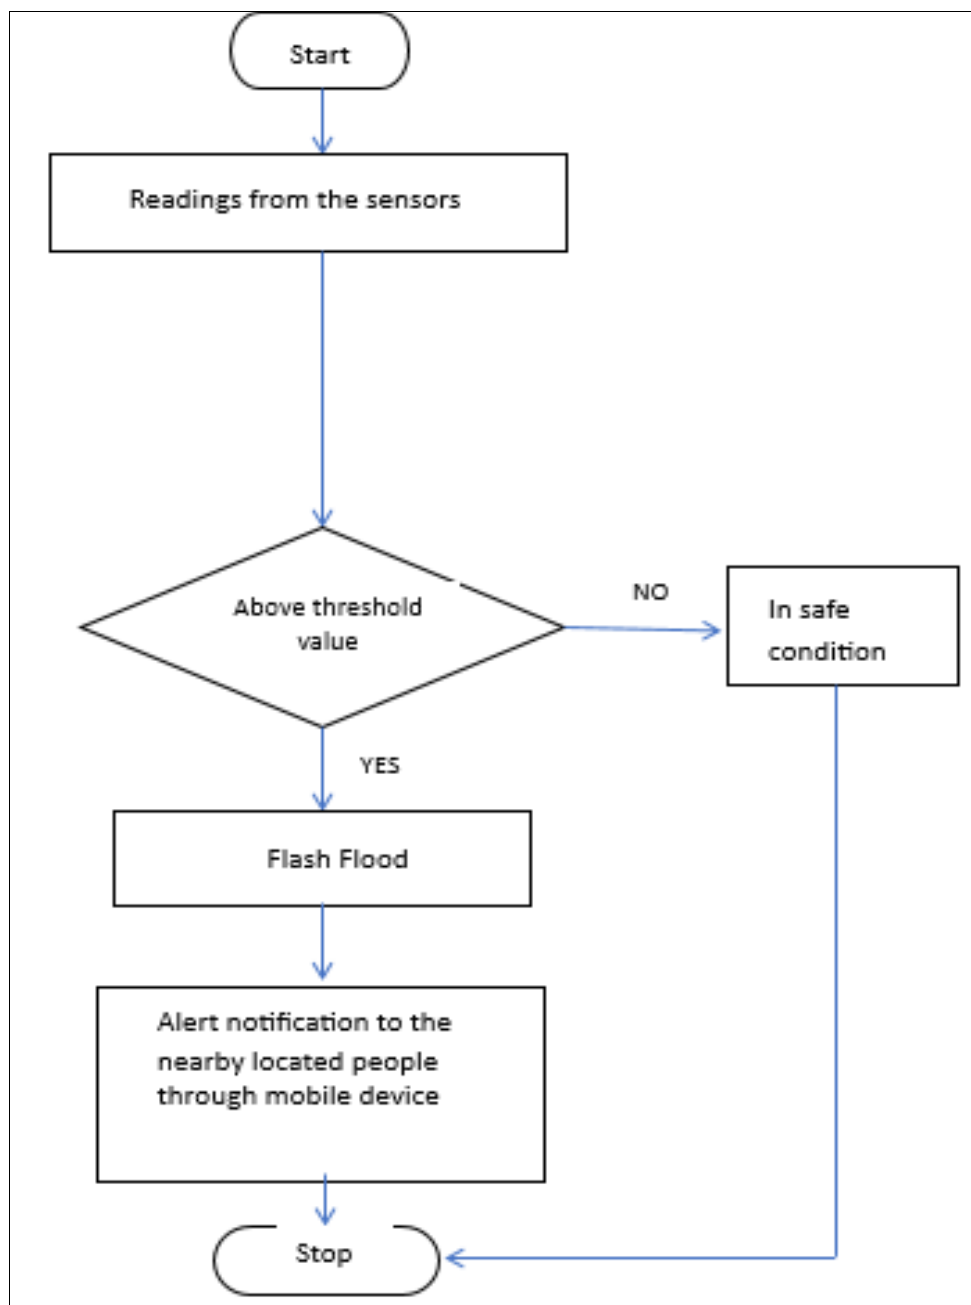 Start
Readings from the sensors
Above threshold
value
NO
In safe
condition
YES
Flash Flood
Alert notification to the
nearby located people
through mobile device
Stop